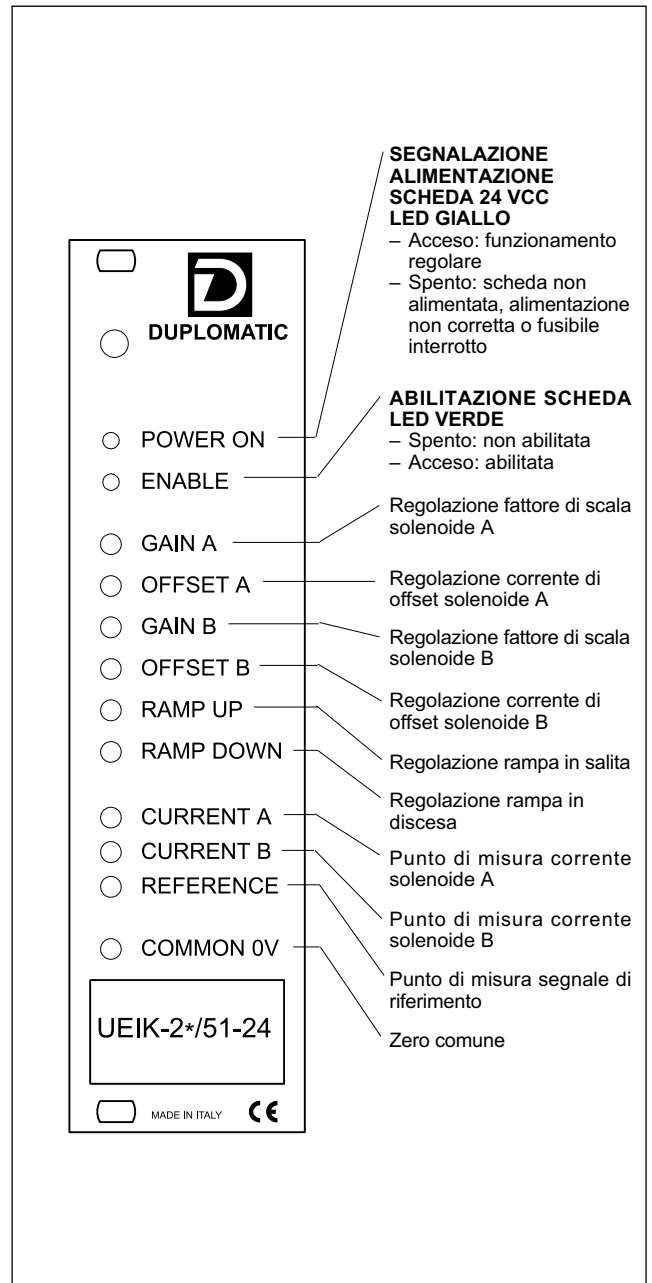 SEGNALAZIONE
ALIMENTAZIONE
SCHEDA 24 VCC
LED GIALLO
– Acceso: funzionamento
regolare
– Spento: scheda non
alimentata, alimentazione
non corretta o fusibile
interrotto
ABILITAZIONE SCHEDA
LED VERDE
– Spento: non abilitata
– Acceso: abilitata
Regolazione fattore di scala
solenoide A
Regolazione corrente di
offset solenoide A
Regolazione fattore di scala
solenoide B
Regolazione corrente di
offset solenoide B
Regolazione rampa in salita
Regolazione rampa in
discesa
Punto di misura corrente
solenoide A
Punto di misura corrente
solenoide B
Punto di misura segnale di
riferimento
Zero comune
D
DUPLOMATIC
POWER ON
ENABLE
GAIN A
OFFSET A
GAIN B
OFFSET B
RAMP UP
RAMP DOWN
CURRENT A
CURRENT B
REFERENCE
COMMON 0V
UEIK-2*/51-24
MADE IN ITALY CE